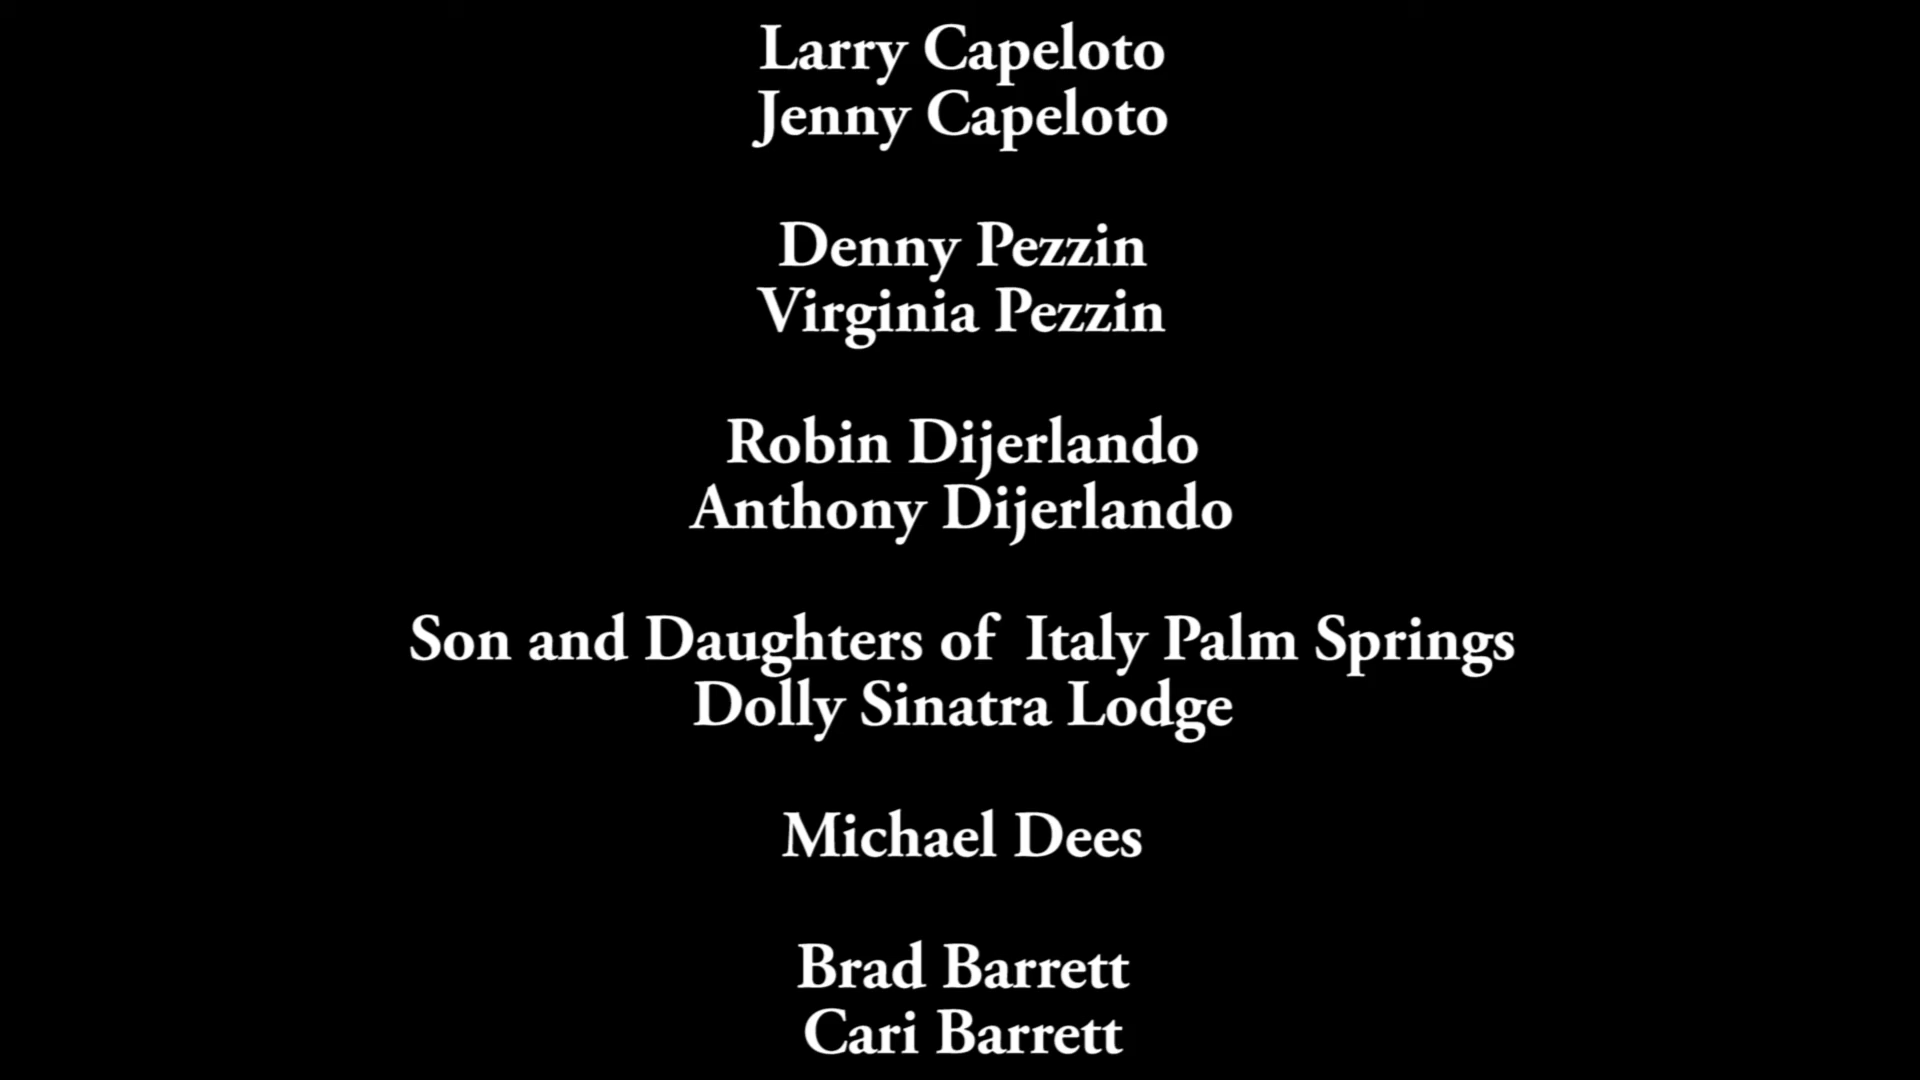 Larry Capeloto
Jenny Capeloto
Denny Pezzin
Virginia Pezzin
Robin Dijerlando
Anthony Dijerlando
Son and Daughters of Italy Palm Springs
Dolly Sinatra Lodge
Michael Dees
Brad Barrett
Cari Barrett